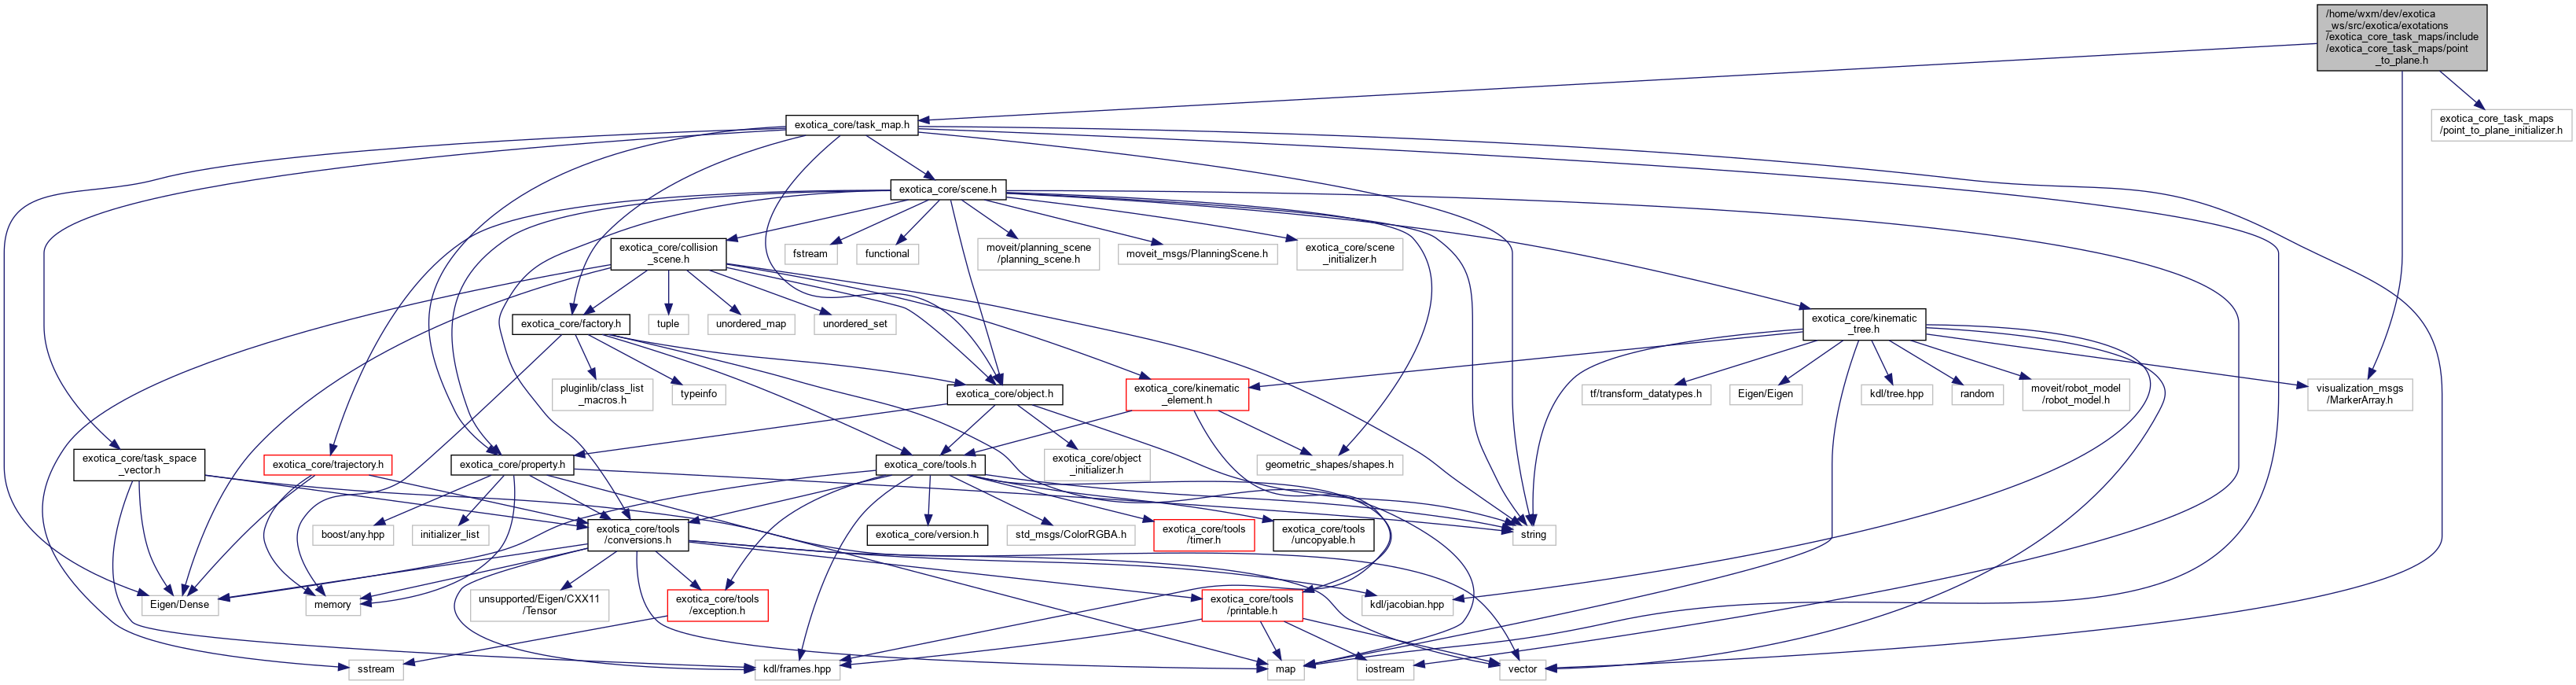 /home/wxm/dev/exotica
_ws/src/exotica/exotations
/exotica_core_task_maps/include
/exotica_core_task_maps/point
_to_plane.h
exotica_core/task_map.h
exotica_core_task_maps
/point_to_plane_initializer.h
exotica_core/scene.h
exotica_core/collision
_scene.h
fstream
functional
moveit/planning_scene
/planning_scene.h
moveit_msgs/PlanningScene.h
exotica_core/scene
_initializer.h
exotica_core/factory.h
tuple
unordered_map
unordered_set
exotica_core/kinematic
_tree.h
pluginlib/class_list
_macros.h
typeinfo
exotica_core/object.h
exotica_core/kinematic
_element.h
tf/transform_datatypes.h
Eigen/Eigen
kdl/tree.hpp
random
moveit/robot_model
/robot_model.h
visualization_msgs
/MarkerArray.h
exotica_core/task_space
_vector.h
exotica_core/trajectory.h
exotica_core/property.h
exotica_core/tools.h
exotica_core/object
_initializer.h
geometric_shapes/shapes.h
boost/any.hpp
initializer_list
exotica_core/tools
/conversions.h
exotica_core/version.h
std_msgs/ColorRGBA.h
exotica_core/tools
/timer.h
exotica_core/tools
/uncopyable.h
string
Eigen/Dense
memory
unsupported/Eigen/CXX11
/Tensor
exotica_core/tools
/exception.h
exotica_core/tools
/printable.h
kdl/jacobian.hpp
sstream
kdl/frames.hpp
map
iostream
vector